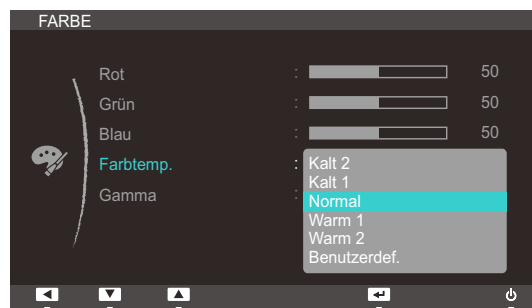 FARBE
Rot : 50
Grün : 50
Blau : 50
Farbtemp. : Kalt 2
Kalt 1
Gamma : Normal
Warm 1
Warm 2
Benutzerdef.